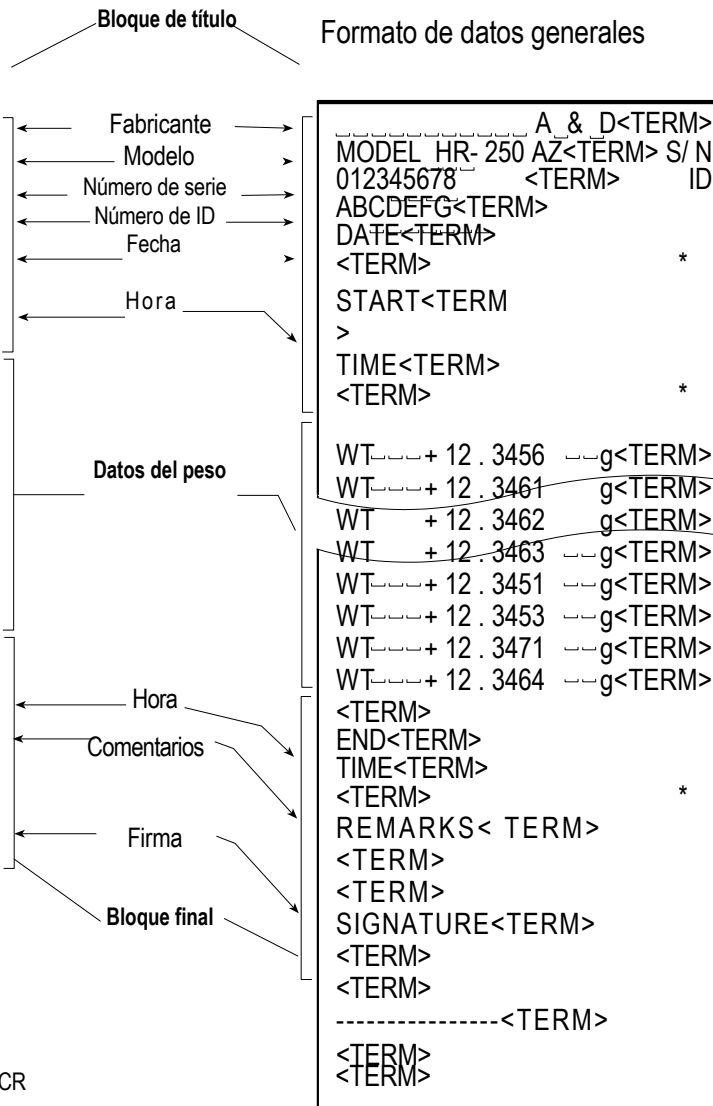 Bloque de título
Formato de datos generales
Fabricante
Modelo
Número de serie
Número de ID
Fecha
Hora
Datos del peso
Hora
Comentarios
Firma
Bloque final
CR
A & D<TERM>
MODEL HR- 250 AZ<TERM> S/ N
012345678 <TERM> ID
ABCDEFG<TERM>
DATE<TERM>
<TERM> *
START<TERM
>
TIME<TERM>
<TERM> *
WT␣␣␣+ 12 . 3456 ␣␣g<TERM>
WT␣␣␣+ 12 . 3461 g<TERM>
WT + 12 . 3462 g<TERM>
WT + 12 . 3463 ␣␣g<TERM>
WT␣␣␣+ 12 . 3451 ␣␣g<TERM>
WT␣␣␣+ 12 . 3453 ␣␣g<TERM>
WT␣␣␣+ 12 . 3471 ␣␣g<TERM>
WT␣␣␣+ 12 . 3464 ␣␣g<TERM>
<TERM>
END<TERM>
TIME<TERM>
<TERM> *
REMARKS< TERM>
<TERM>
<TERM>
SIGNATURE<TERM>
<TERM>
<TERM>
----------------<TERM>
<TERM>
<TERM>